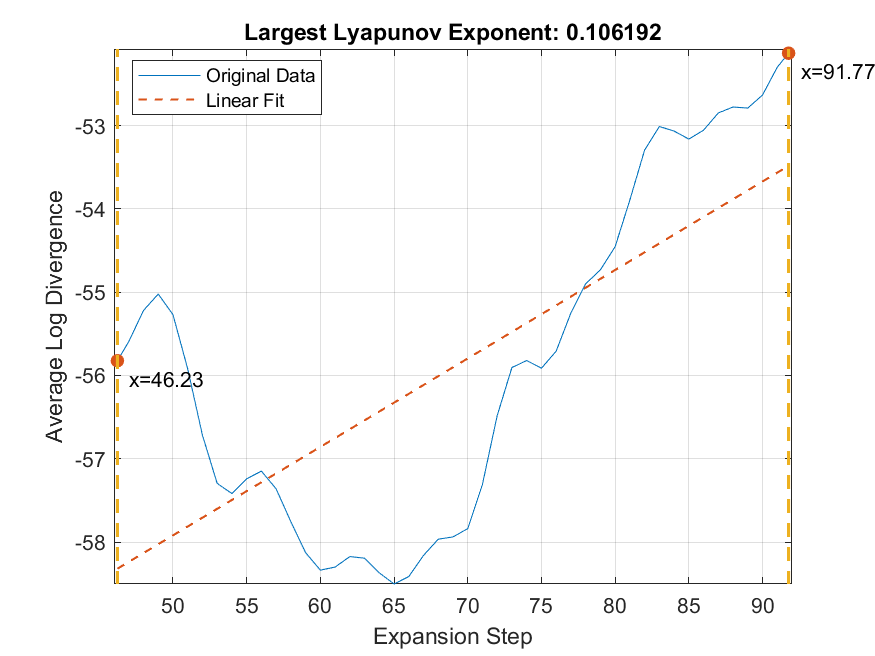 Largest Lyapunov Exponent: 0.106192
Original Data
Linear Fit
x=91.77
x=46.23
-53
-54
-55
-56
-57
-58
Average Log Divergence
50 55 60 65 70 75 80 85 90
Expansion Step